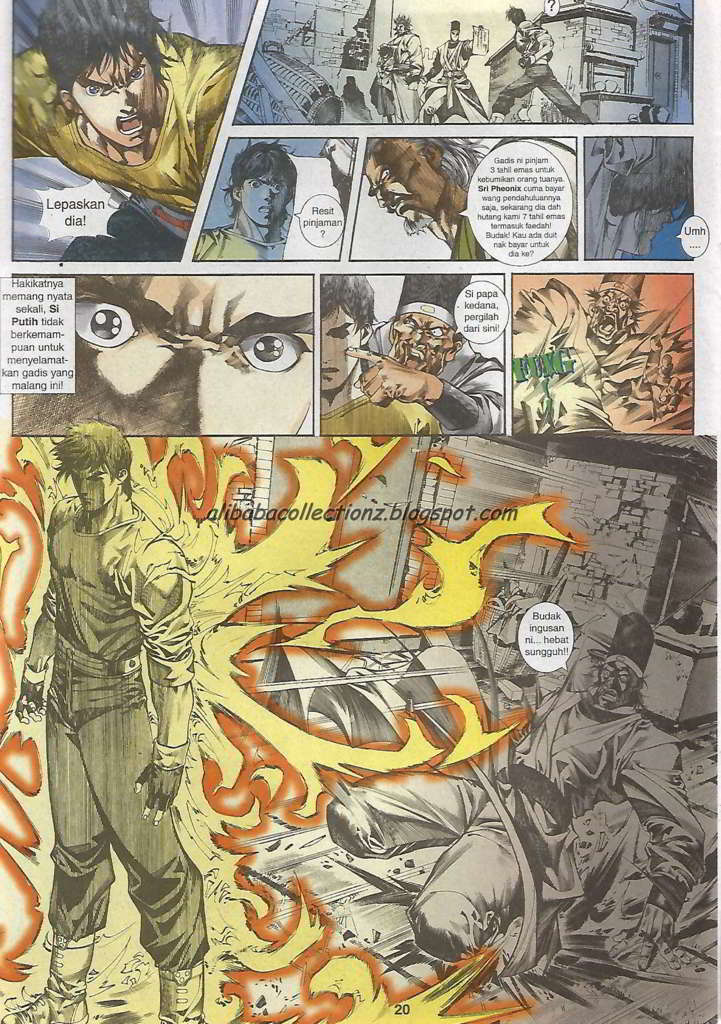 ?
Lepaskan
dia!
Resit
pinjaman
?
Gadis ni pinjam
3 tahil emas untuk
kebumikan orang tuanya.
Sri Pheonix cuma bayar
wang pendahuluannya
saja, sekarang dia dah
hutang kami 7 tahil emas
termasuk faedah!
Budak! Kau ada duit
nak bayar untuk
dia ke?
Umh
....
Hakikatnya
memang nyata
sekali, Si
Putih tidak
berkemam-
puan untuk
menyelamat-
kan gadis yang
malang ini!
Si papa
kedana,
pergilah
dari sini!
alibabacollectionz.blogspot.com
Budak
ingusan
ni... hebat
sungguh!!
20